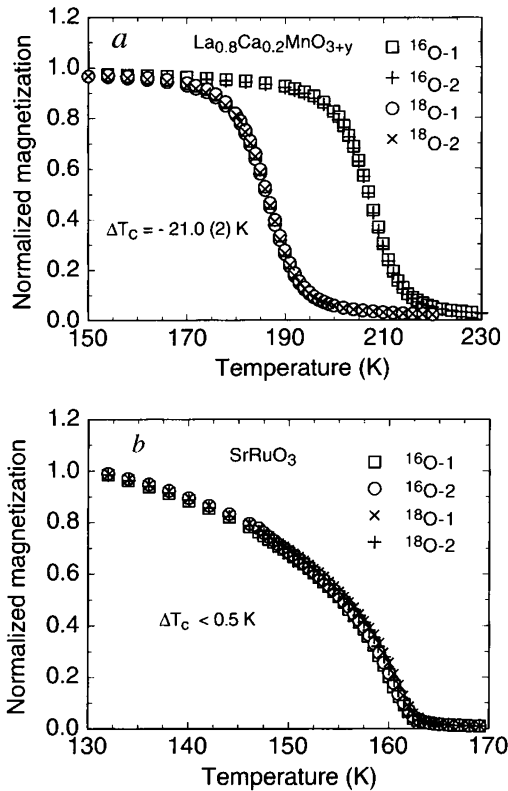 1.2
a
La0.8Ca0.2MnO3+y
1.0
0.8
0.6
0.4
0.2
0.0
Normalized magnetization
16O-1
16O-2
18O-1
18O-2
ΔTC = - 21.0 (2) K
150 170 190 210 230
Temperature (K)
1.2
b
SrRuO3
1.0
0.8
0.6
0.4
0.2
0.0
Normalized magnetization
16O-1
16O-2
18O-1
18O-2
ΔTC < 0.5 K
130 140 150 160 170
Temperature (K)